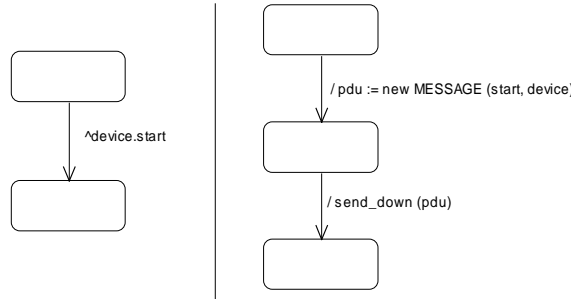 ^device.start
/ pdu := new MESSAGE (start, device)
/ send_down (pdu)